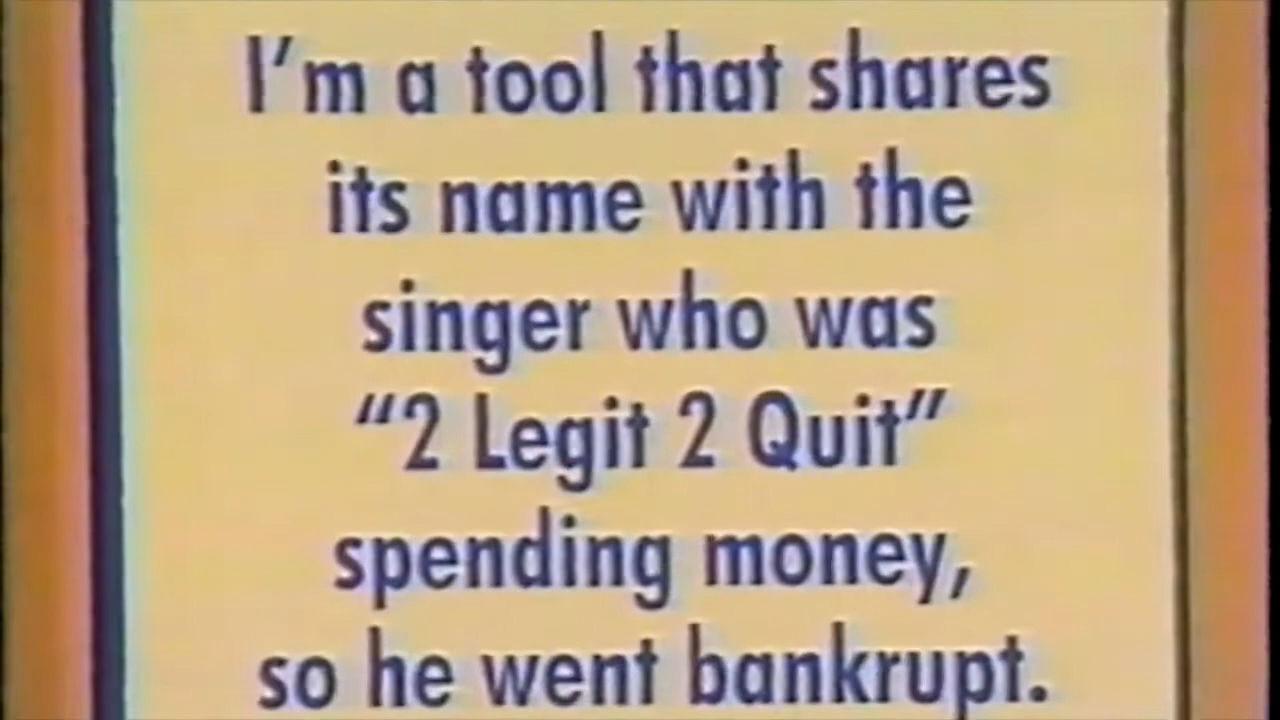 I'm a tool that shares
its name with the
singer who was
“2 Legit 2 Quit”
spending money,
so he went bankrupt.